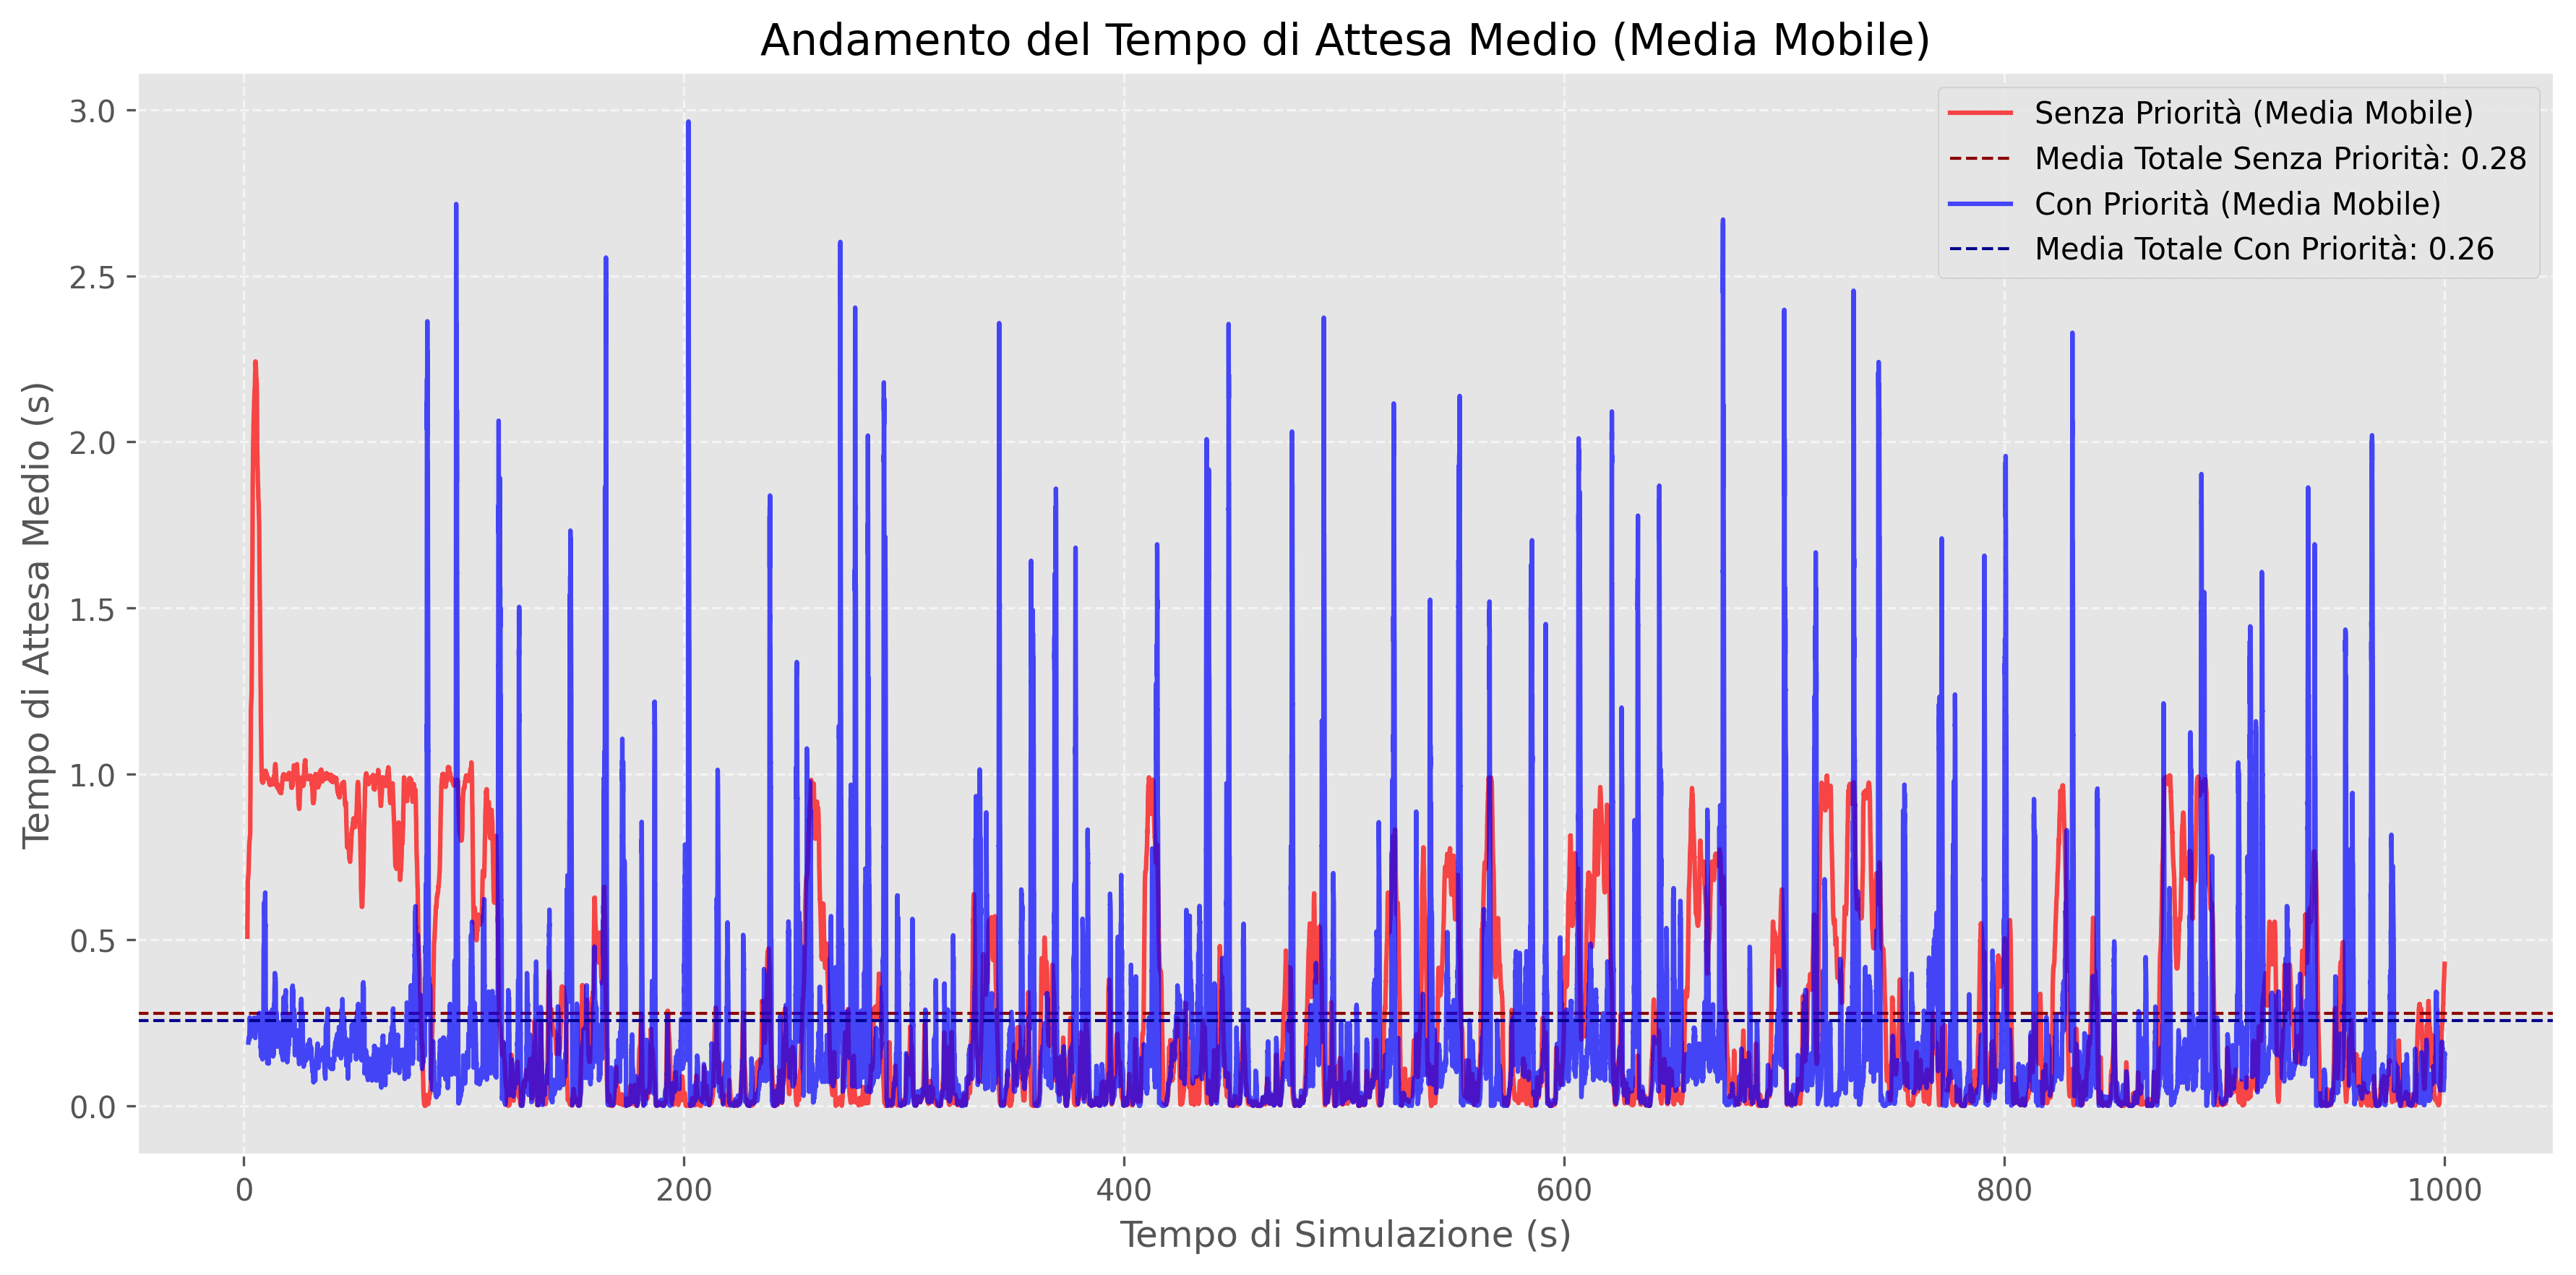 Andamento del Tempo di Attesa Medio (Media Mobile)
Senza Priorità (Media Mobile)
Media Totale Senza Priorità: 0.28
Con Priorità (Media Mobile)
Media Totale Con Priorità: 0.26
Tempo di Attesa Medio (s)
3.0
2.5
2.0
1.5
1.0
0.5
0.0
0 200 400 600 800 1000
Tempo di Simulazione (s)